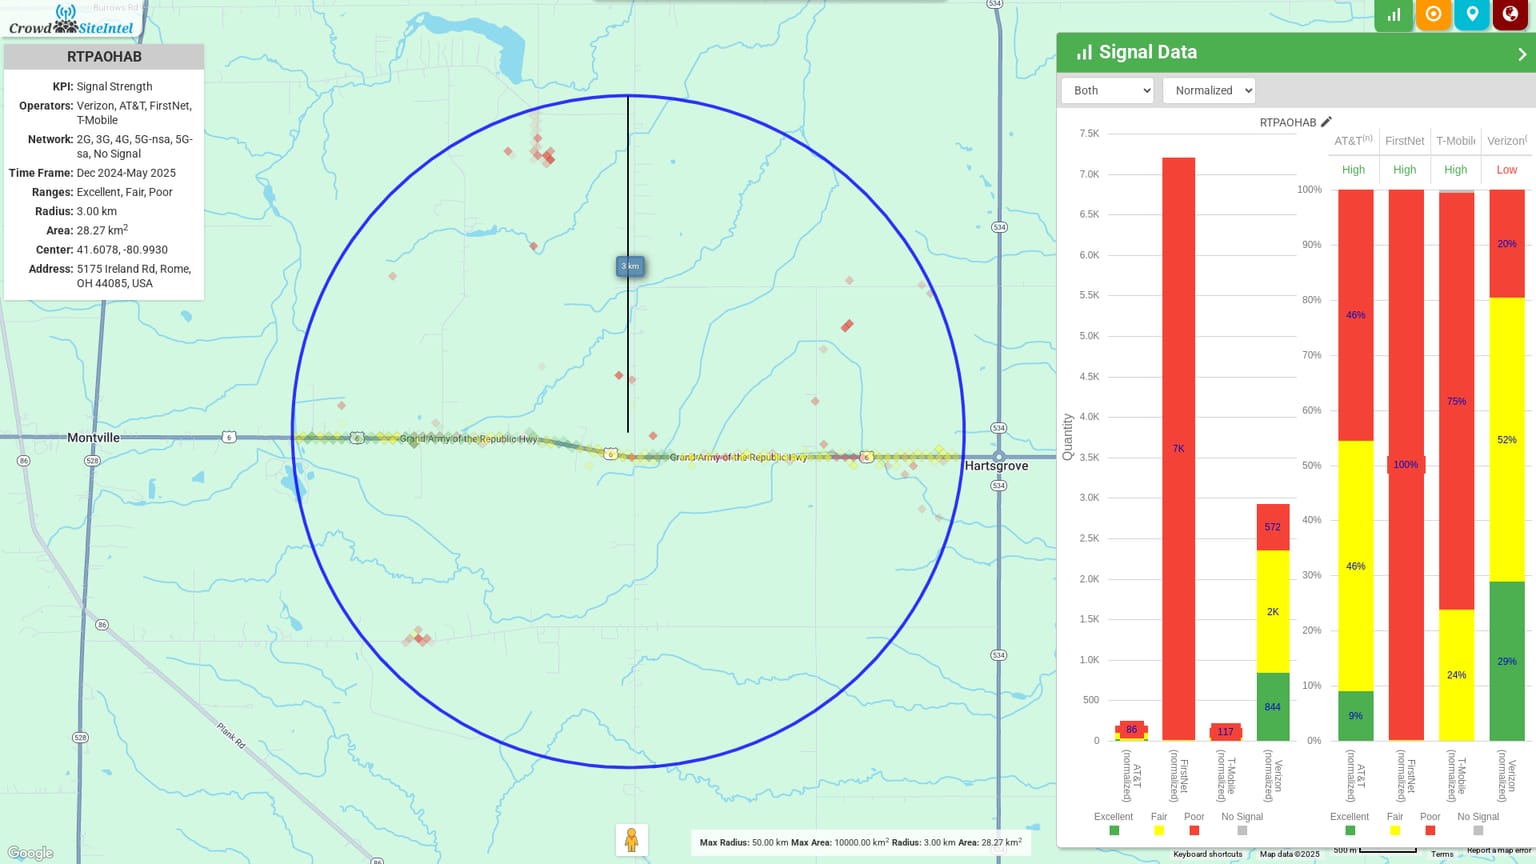 Burrows Rd
Crowd SiteIntel
RTPAOHAB
KPI: Signal Strength
Operators: Verizon, AT&T, FirstNet,
T-Mobile
Network: 2G, 3G, 4G, 5G-nsa, 5G-
sa, No Signal
Time Frame: Dec 2024-May 2025
Ranges: Excellent, Fair, Poor
Radius: 3.00 km
Area: 28.27 km2
Center: 41.6078, -80.9930
Address: 5175 Ireland Rd, Rome,
OH 44085, USA
534
534
3 km
Montville
6
6
Grand Army of the Republic Hwy
6
Grand Army of the Republic Hwy
6
534
Hartsgrove
86
528
534
86
534
528
Plank Rd
86
Google
Max Radius: 50.00 km Max Area: 10000.00 km2 Radius: 3.00 km Area: 28.27 km2
Signal Data
Both
Normalized
RTPAOHAB
7.5K
7.0K
6.5K
6.0K
5.5K
5.0K
4.5K
4.0K
3.5K
3.0K
2.5K
2.0K
1.5K
1.0K
500
0
Quantity
86
7K
117
572
2K
844
AT&T
(normalized)
FirstNet
(normalized)
T-Mobile
(normalized)
Verizon
(normalized)
Excellent Fair Poor No Signal
AT&T(n) FirstNet T-Mobile Verizon(
High High High Low
100%
90%
80%
70%
60%
50%
40%
30%
20%
10%
0%
46%
46%
9%
100%
75%
24%
20%
52%
29%
AT&T
(normalized)
FirstNet
(normalized)
T-Mobile
(normalized)
Verizon
(normalized)
Excellent Fair Poor No Signal
Keyboard shortcuts Map data ©2025 500 m Terms Report a map error